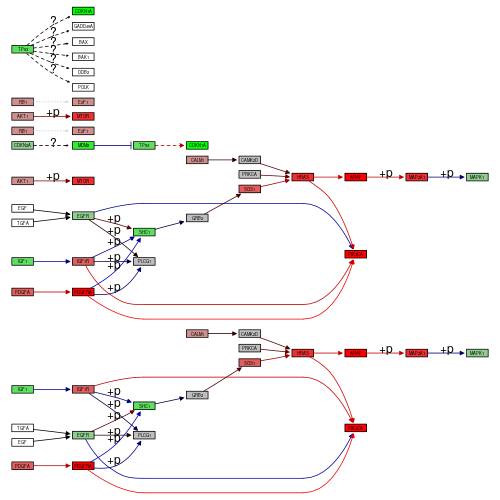 CDKN1A
?
GADD45A
?
BAX
?
TP53
BAK1
?
DDB2
?
POLK
RB1
E2F1
AKT1
+p
MTOR
RB1
E2F1
CDKN2A
?
MDM2
TP53
CDKN1A
CALM1
CAMK2D
PRKCA
HRAS
ARAF
+p
MAP2K1
+p
MAPK1
AKT1
+p
MTOR
SOS1
EGF
TGFA
EGFR
+p
GRB2
+p
SHC1
+p
IGF1
IGF1R
+p
PLCG1
+p
PDGFA
PDGFRA
+p
PIK3CA
CALM1
CAMK2D
PRKCA
HRAS
ARAF
+p
MAP2K1
+p
MAPK1
SOS1
IGF1
IGF1R
+p
GRB2
+p
SHC1
+p
TGFA
EGF
EGFR
+p
PLCG1
+p
PDGFA
PDGFRA
+p
PIK3CA